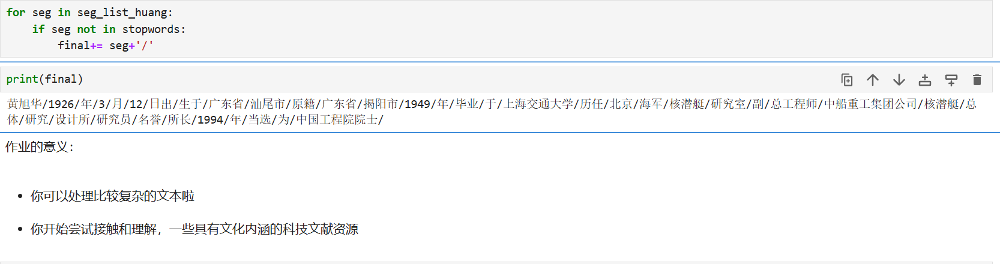 for seg in seg_list_huang:
    if seg not in stopwords:
        final+= seg+'/'
print(final)
黄旭华/1926/年/3/月/12/日出/生于/广东省/汕尾市/原籍/广东省/揭阳市/1949/年/毕业/于/上海交通大学/历任/北京/海军/核潜艇/研究室/副/总工程师/中船重工集团公司/核潜艇/总
体/研究/设计所/研究员/名誉/所长/1994/年/当选/为/中国工程院院士/
作业的意义：
• 你可以处理比较复杂的文本啦
• 你开始尝试接触和理解，一些具有文化内涵的科技文献资源